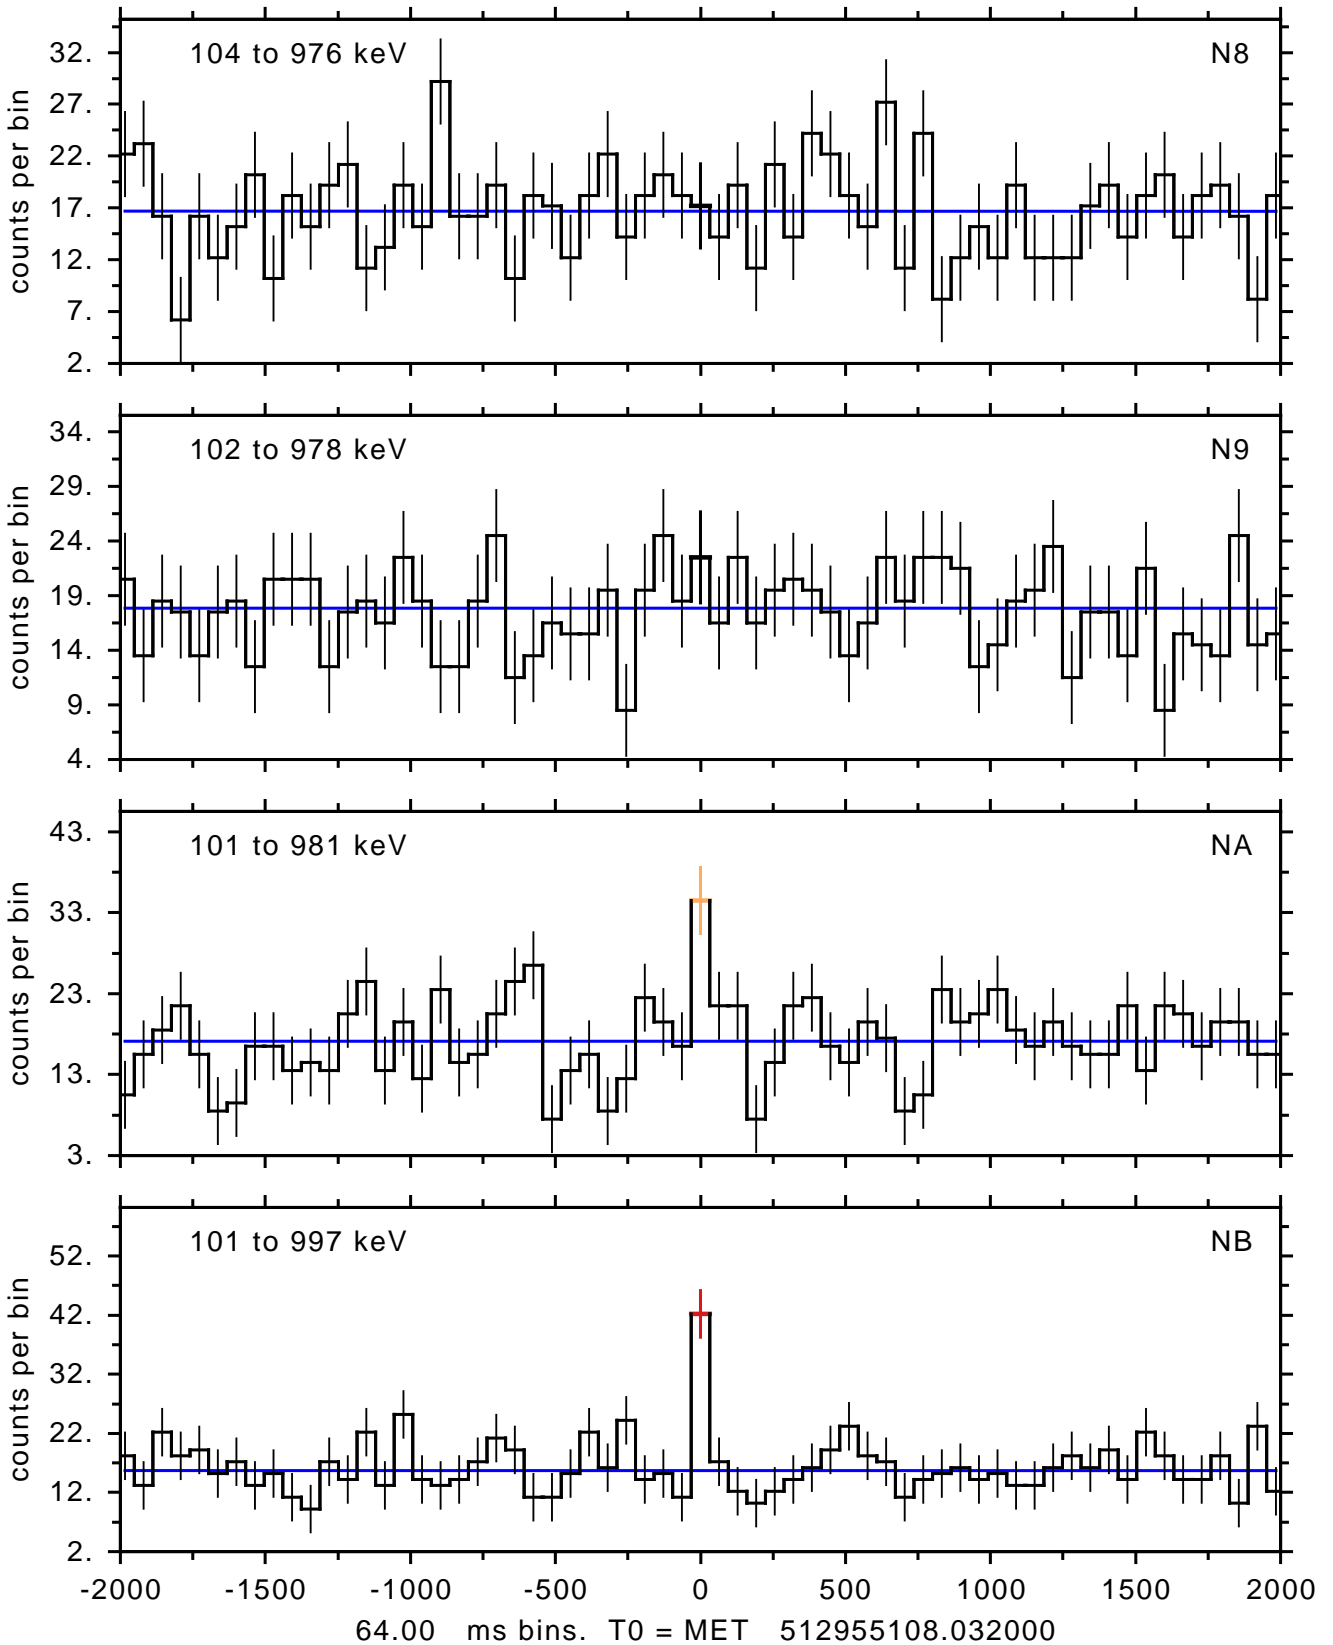 104 to 976 keV N8
counts per bin
32.
27.
22.
17.
12.
7.
2.
102 to 978 keV N9
counts per bin
34.
29.
24.
19.
14.
9.
4.
101 to 981 keV NA
counts per bin
43.
33.
23.
13.
3.
101 to 997 keV NB
counts per bin
52.
42.
32.
22.
12.
2.
-2000 -1500 -1000 -500 0 500 1000 1500 2000
64.00 ms bins. T0 = MET 512955108.032000